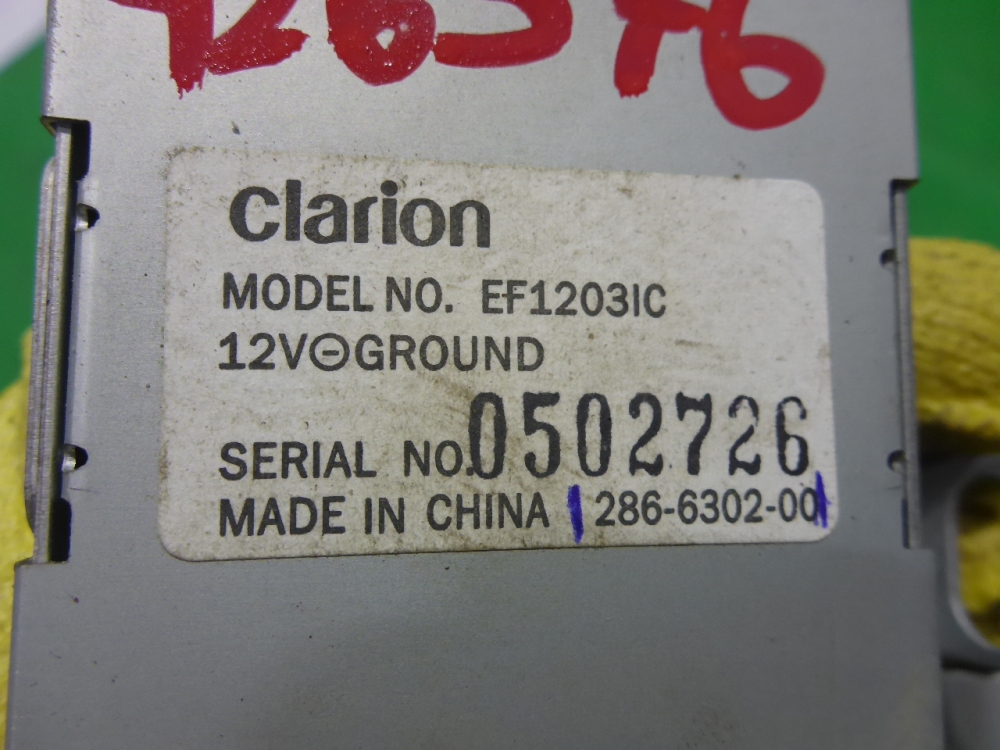 Clarion
MODEL NO. EF1203IC
12V⊖GROUND
SERIAL NO. 0502726
MADE IN CHINA 286-6302-00